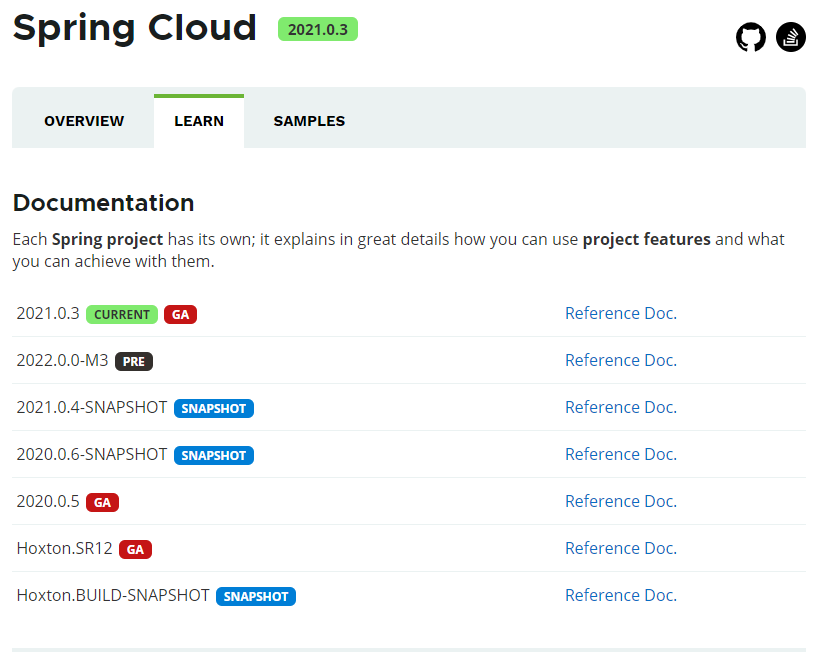 Spring Cloud 2021.0.3
OVERVIEW LEARN SAMPLES
Documentation
Each Spring project has its own; it explains in great details how you can use project features and what
you can achieve with them.
2021.0.3 CURRENT GA Reference Doc.
2022.0.0-M3 PRE Reference Doc.
2021.0.4-SNAPSHOT SNAPSHOT Reference Doc.
2020.0.6-SNAPSHOT SNAPSHOT Reference Doc.
2020.0.5 GA Reference Doc.
Hoxton.SR12 GA Reference Doc.
Hoxton.BUILD-SNAPSHOT SNAPSHOT Reference Doc.